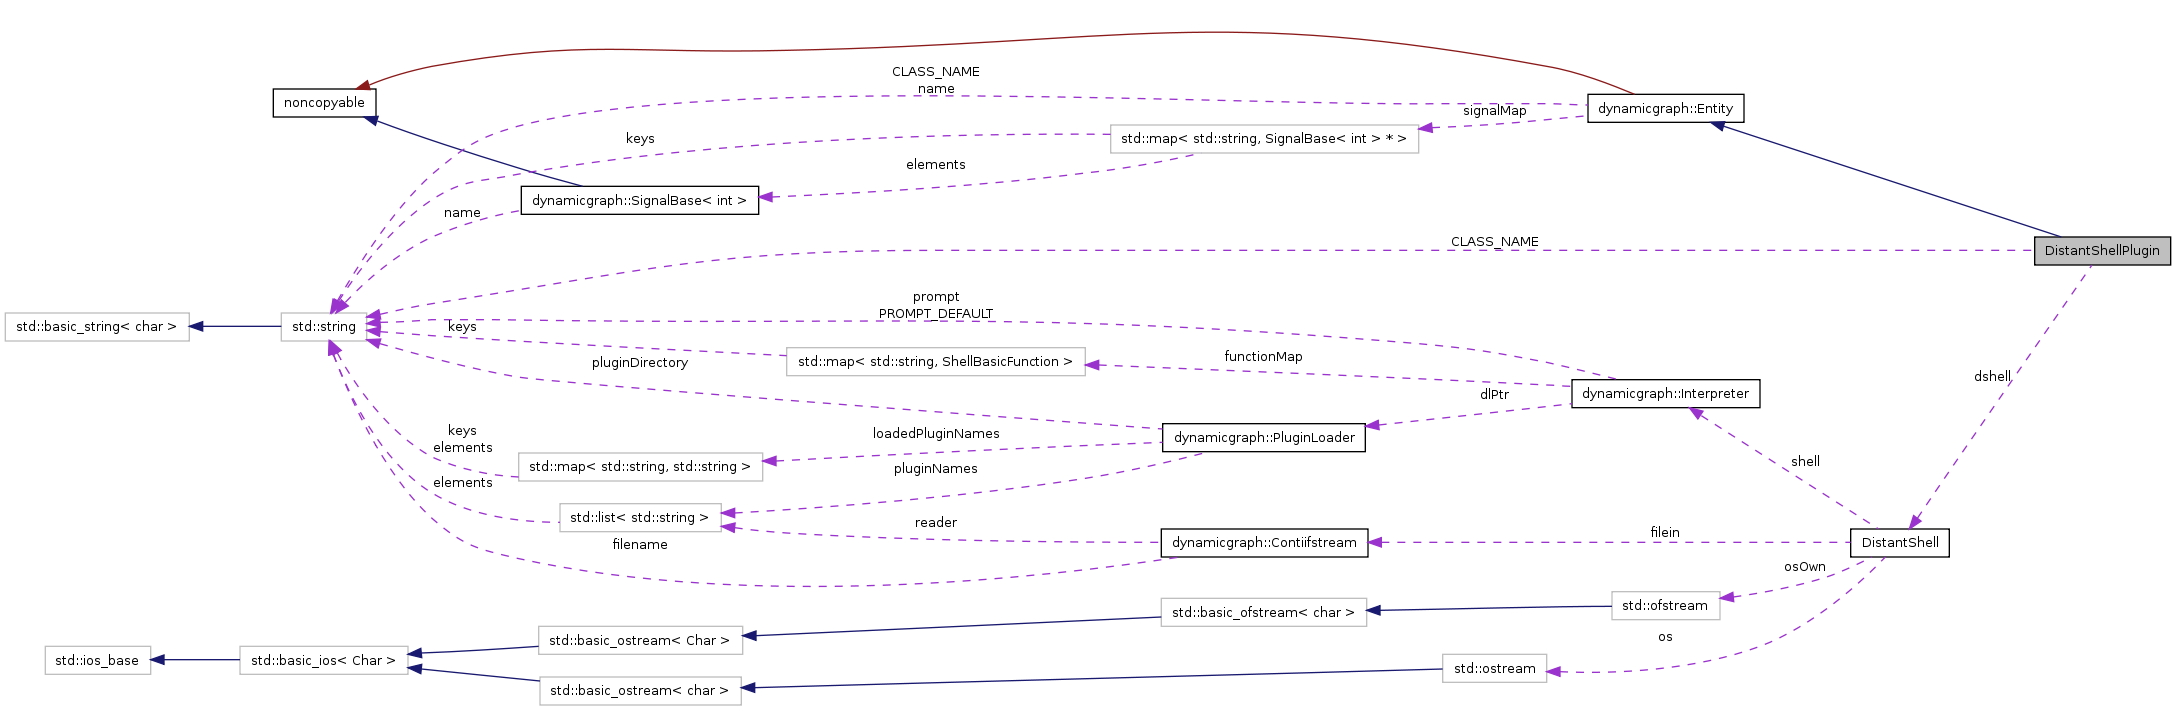 CLASS_NAME
name
noncopyable
dynamicgraph::Entity
signalMap
keys
std::map< std::string, SignalBase< int > * >
elements
dynamicgraph::SignalBase< int >
name
CLASS_NAME
DistantShellPlugin
prompt
PROMPT_DEFAULT
std::basic_string< char >
std::string
keys
std::map< std::string, ShellBasicFunction >
functionMap
pluginDirectory
dshell
dlPtr
dynamicgraph::Interpreter
keys
elements
loadedPluginNames
dynamicgraph::PluginLoader
std::map< std::string, std::string >
pluginNames
shell
elements
std::list< std::string >
reader
filename
dynamicgraph::Contiifstream
filein
DistantShell
osOwn
std::basic_ofstream< char >
std::ofstream
std::basic_ostream< Char >
os
std::ios_base
std::basic_ios< Char >
std::ostream
std::basic_ostream< char >